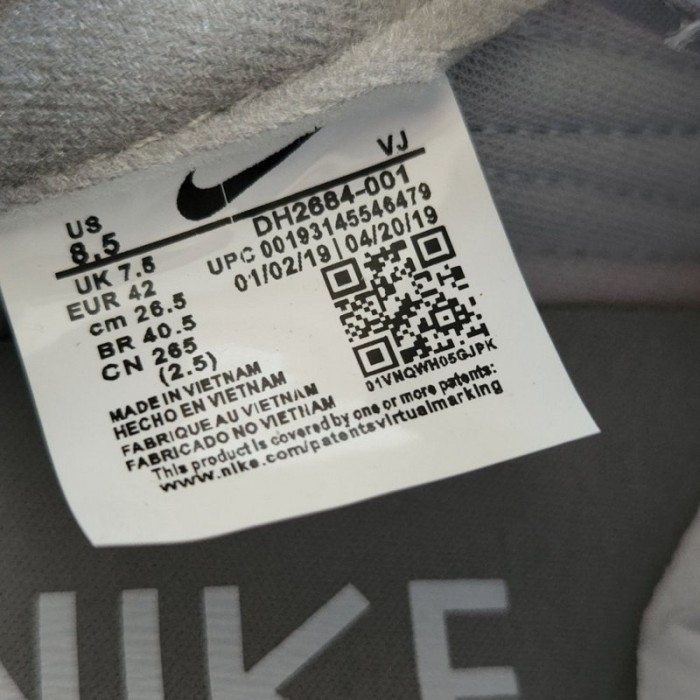 VJ
US
8.5
UK 7.5
EUR 42
cm 26.5
BR 40.5
CN 265
(2.5)
DH2684-001
UPC 00193145546479
01/02/19 | 04/20/19
01VNQWH05GJPK
MADE IN VIETNAM
HECHO EN VIETNAM
FABRIQUE AU VIETNAM
FABRICADO NO VIETNAM
This product is covered by one or more patents:
www.nike.com/patentsvirtualmarking
NIKE